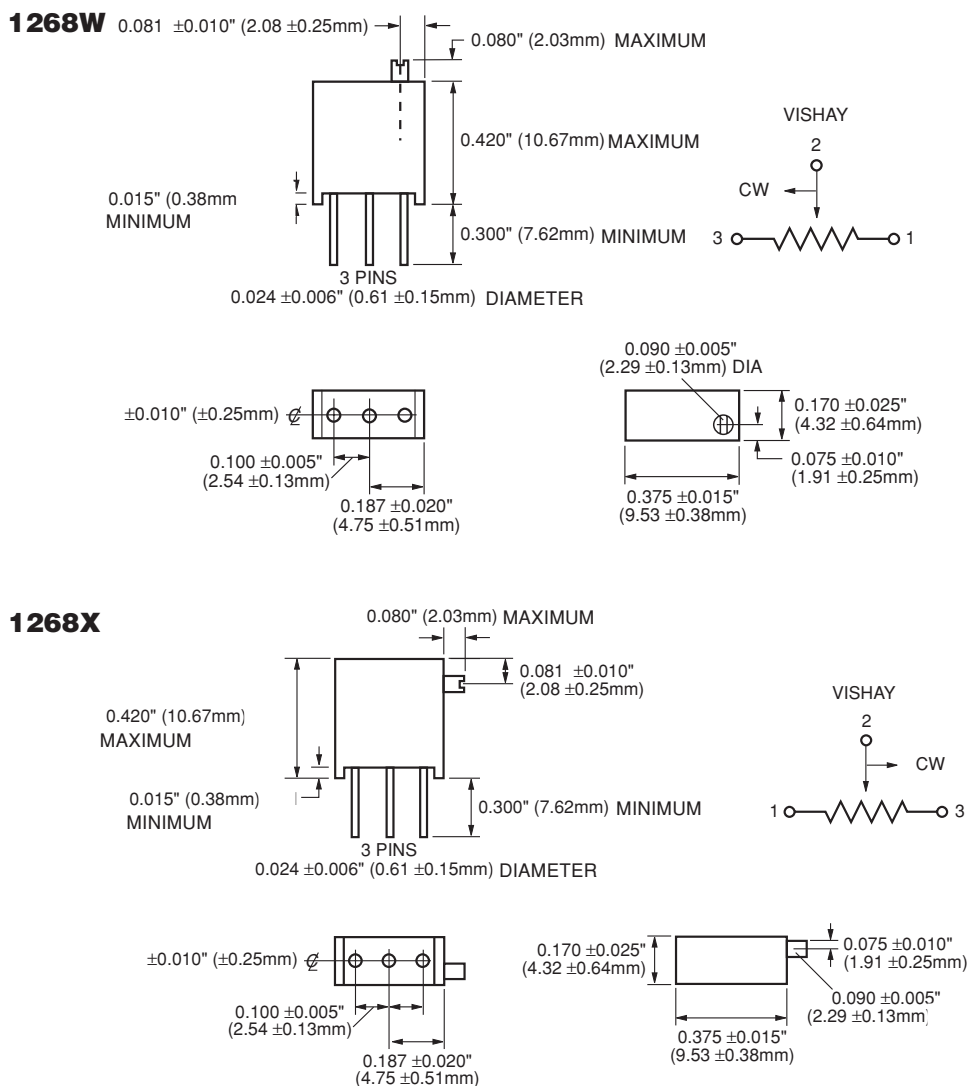 1268W
0.081 ±0.010" (2.08 ±0.25mm)
0.080" (2.03mm) MAXIMUM
0.420" (10.67mm) MAXIMUM
0.015" (0.38mm
MINIMUM
0.300" (7.62mm) MINIMUM
3 PINS
0.024 ±0.006" (0.61 ±0.15mm) DIAMETER
VISHAY
2
CW
3
1
±0.010" (±0.25mm)
0.100 ±0.005"
(2.54 ±0.13mm)
0.187 ±0.020"
(4.75 ±0.51mm)
0.090 ±0.005"
(2.29 ±0.13mm) DIA
0.170 ±0.025"
(4.32 ±0.64mm)
0.075 ±0.010"
(1.91 ±0.25mm)
0.375 ±0.015"
(9.53 ±0.38mm)
1268X
0.080" (2.03mm) MAXIMUM
0.081 ±0.010"
(2.08 ±0.25mm)
0.420" (10.67mm)
MAXIMUM
0.015" (0.38mm)
MINIMUM
0.300" (7.62mm) MINIMUM
3 PINS
0.024 ±0.006" (0.61 ±0.15mm) DIAMETER
VISHAY
2
CW
1
3
±0.010" (±0.25mm)
0.100 ±0.005"
(2.54 ±0.13mm)
0.187 ±0.020"
(4.75 ±0.51mm)
0.170 ±0.025"
(4.32 ±0.64mm)
0.075 ±0.010"
(1.91 ±0.25mm)
0.090 ±0.005"
(2.29 ±0.13mm)
0.375 ±0.015"
(9.53 ±0.38mm)